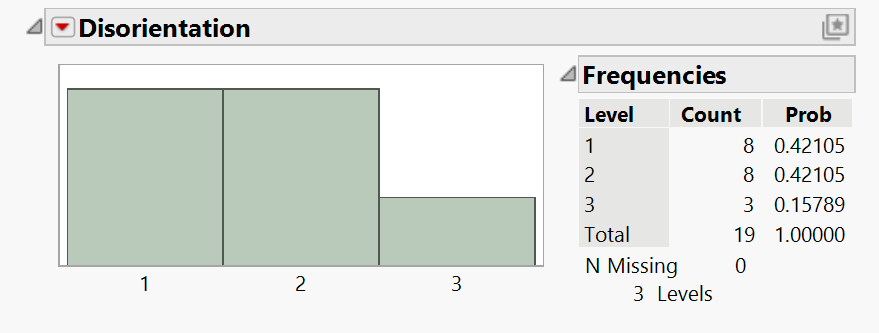 Disorientation
1 2 3
Frequencies
Level Count Prob
1 8 0.42105
2 8 0.42105
3 3 0.15789
Total 19 1.00000
N Missing 0
3 Levels